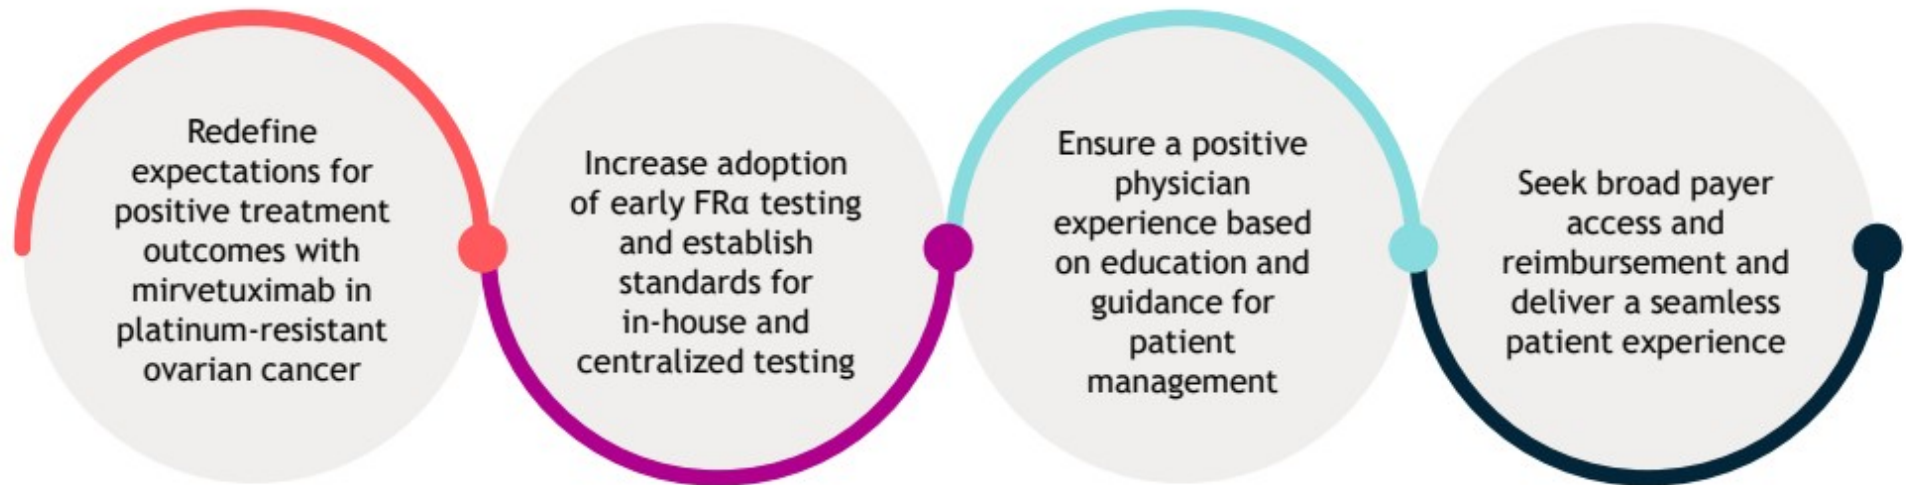 Redefine
expectations for
positive treatment
outcomes with
mirvetuximab in
platinum-resistant
ovarian cancer
Increase adoption
of early FRα testing
and establish
standards for
in-house and
centralized testing
Ensure a positive
physician
experience based
on education and
guidance for
patient
management
Seek broad payer
access and
reimbursement and
deliver a seamless
patient experience